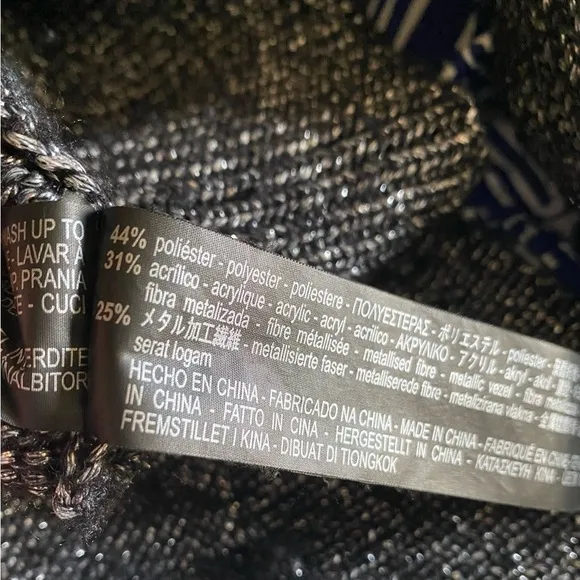 ASH UP TO
- LAVAR A
P. PRANIA
E - CUCI
VERDITE
44% poliéster - polyester - poliestere - ΠΟΛΥΕΣΤΕΡΑΣ - ポリエステル - poliester -
31% acrílico - acrylique - acrylic - acryl - acrilico - ΑΚΡΥΛΙΚΟ - アクリル - akryl - akril -
25% fibra metalizada - fibre métallisée - metallised fibre - metallic vezel - fibra
メタル加工繊維 - metallisierte faser - metalliserede fibre - metalizirana vlakna -
serat logam
HECHO EN CHINA - FABRICADO NA CHINA - MADE IN CHINA - FABRIQUÉ EN
IN CHINA - FATTO IN CINA - HERGESTELLT IN CHINA - ΚΑΤΑΣΚΕΥΗ ΚΙΝΑ -
FREMSTILLET I KINA - DIBUAT DI TIONGKOK